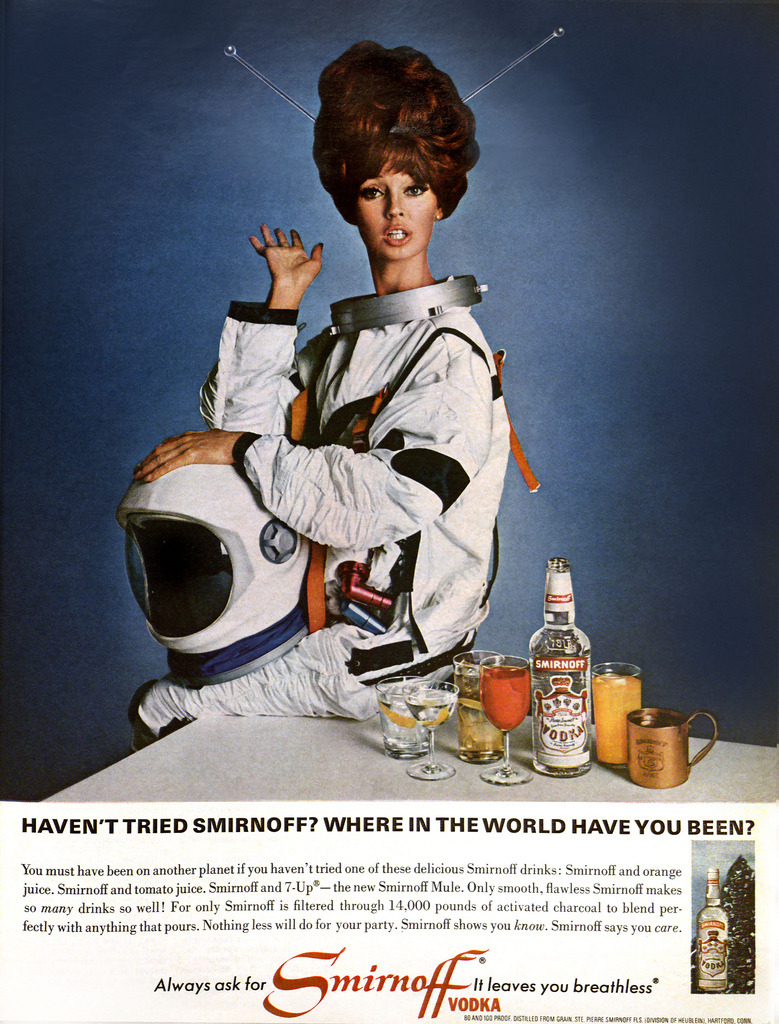 Smirnoff
SMIRNOFF
VODKA
HAVEN'T TRIED SMIRNOFF? WHERE IN THE WORLD HAVE YOU BEEN?
You must have been on another planet if you haven't tried one of these delicious Smirnoff drinks: Smirnoff and orange
juice. Smirnoff and tomato juice. Smirnoff and 7-Up®—the new Smirnoff Mule. Only smooth, flawless Smirnoff makes
so many drinks so well! For only Smirnoff is filtered through 14,000 pounds of activated charcoal to blend per-
fectly with anything that pours. Nothing less will do for your party. Smirnoff shows you know. Smirnoff says you care.
SMIRNOFF
VODKA
Always ask for Smirnoff® It leaves you breathless®
VODKA
80 AND 100 PROOF. DISTILLED FROM GRAIN. STE. PIERRE SMIRNOFF FLS. (DIVISION OF HEUBLEIN), HARTFORD, CONN.